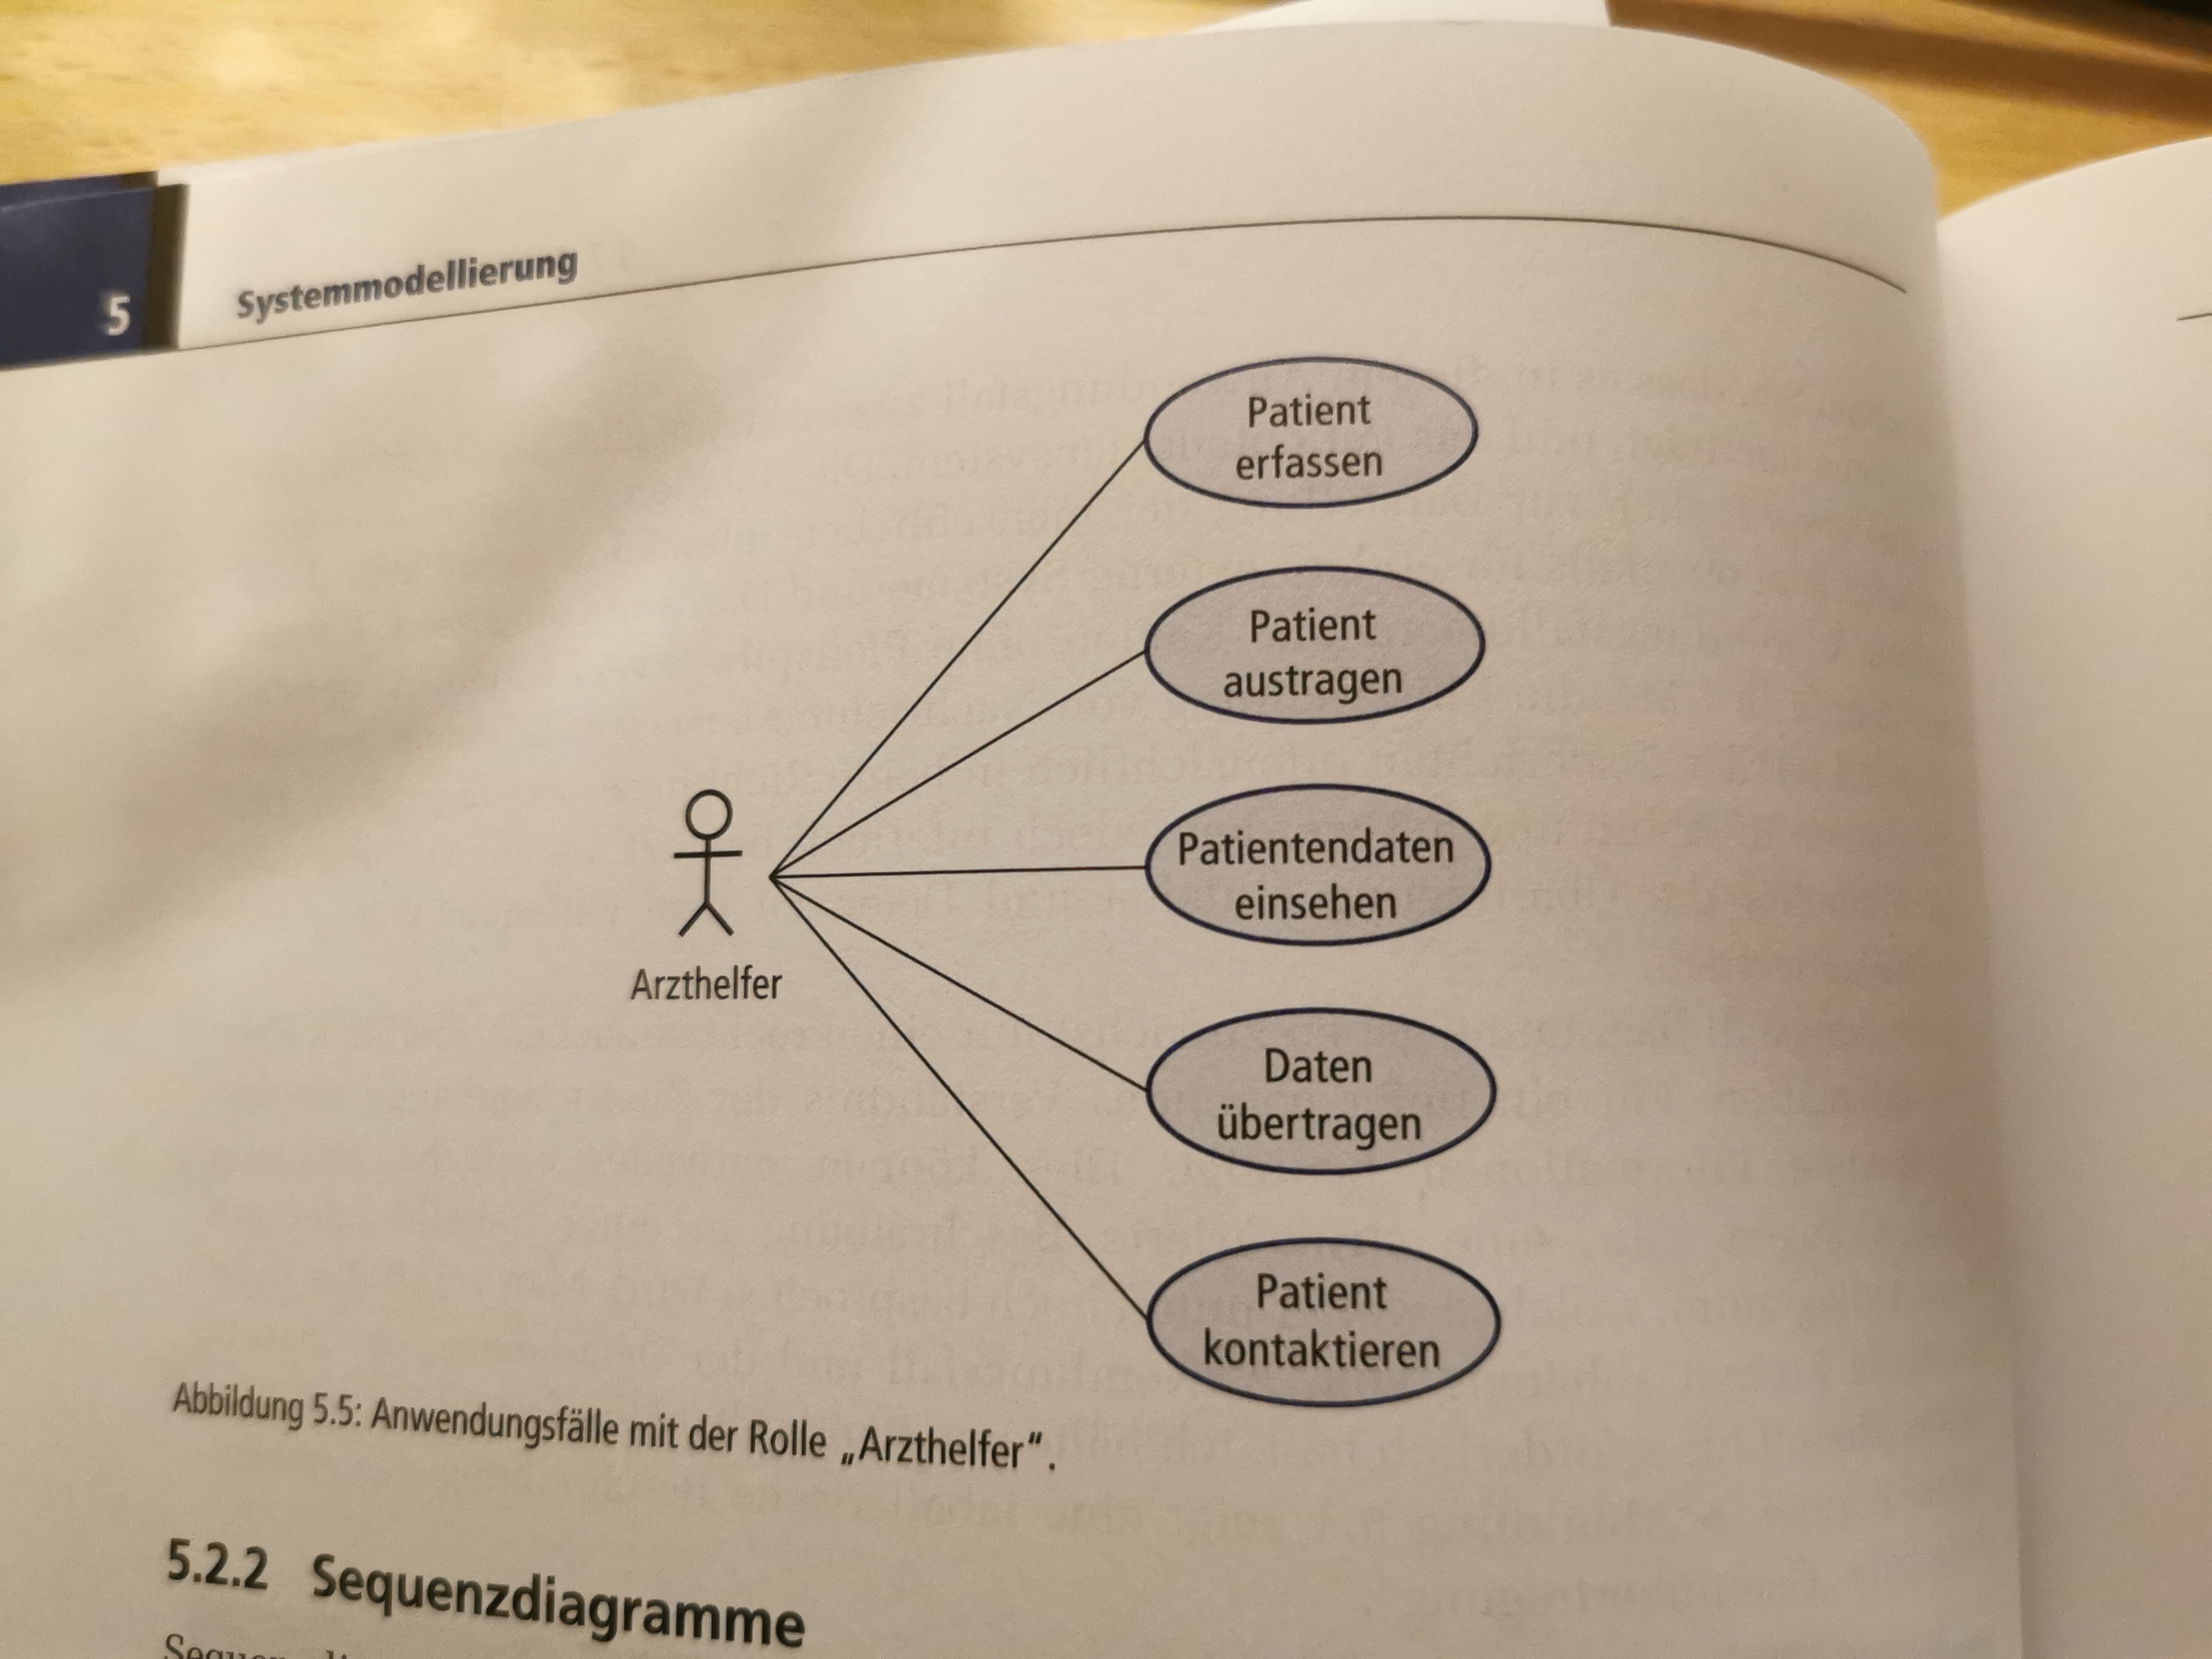 5 Systemmodellierung
Patient
erfassen
Patient
austragen
Patientendaten
einsehen
Arzthelfer
Daten
übertragen
Patient
kontaktieren
Abbildung 5.5: Anwendungsfälle mit der Rolle „Arzthelfer“.
5.2.2 Sequenzdiagramme